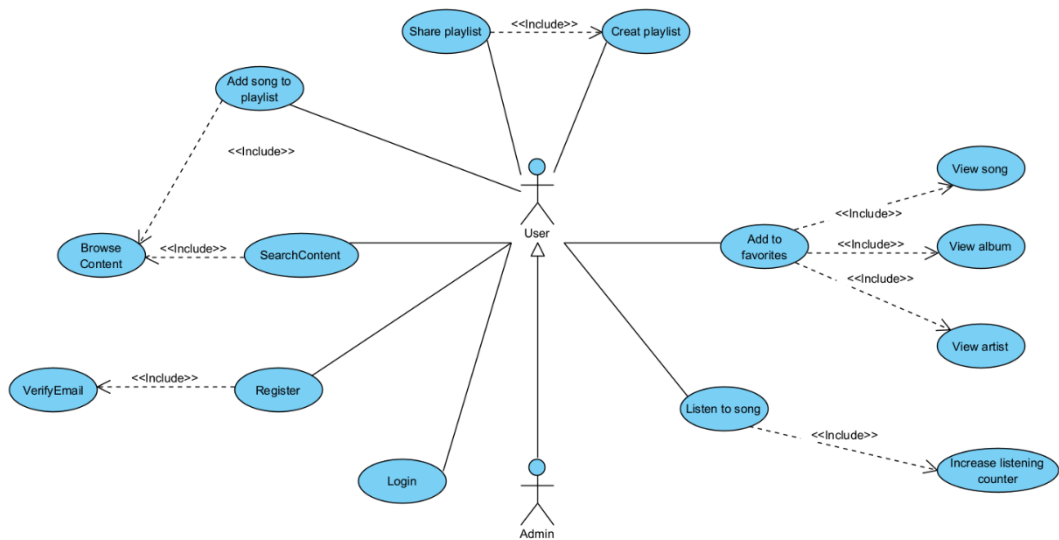 Share playlist
<<Include>>
Creat playlist
Add song to
playlist
<<Include>>
View song
<<Include>>
User
Browse
Content
<<Include>>
SearchContent
Add to
favorites
<<Include>>
View album
<<Include>>
View artist
VerifyEmail
<<Include>>
Register
Listen to song
<<Include>>
Increase listening
counter
Login
Admin